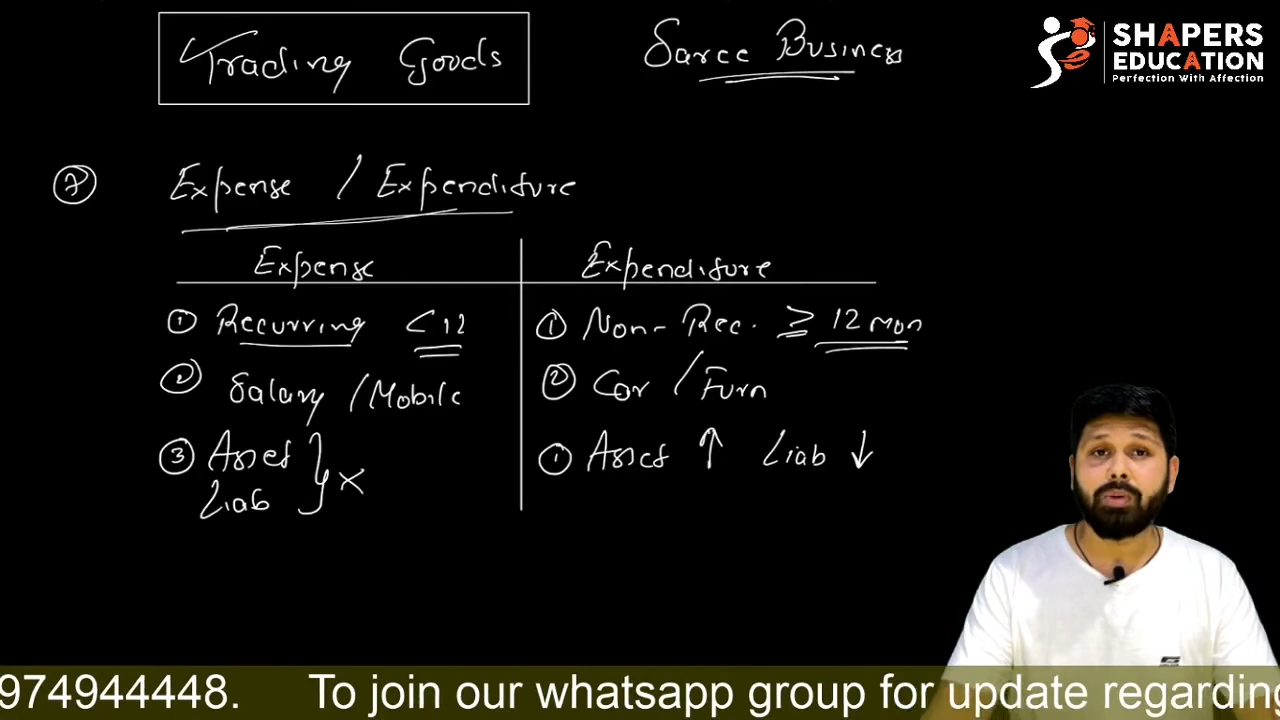 Trading Goods
Saree Business
SHAPERS
EDUCATION
Perfection With Affection
7
Expense / Expenditure
Expense
Expenditure
1 Recurring < 12
1 Non-Rec. ≥ 12 Mon
2 Salary / Mobile
2 Car / Furn
3 Asset
Liab } ×
1 Asset ↑ Liab ↓
974944448. To join our whatsapp group for update regarding